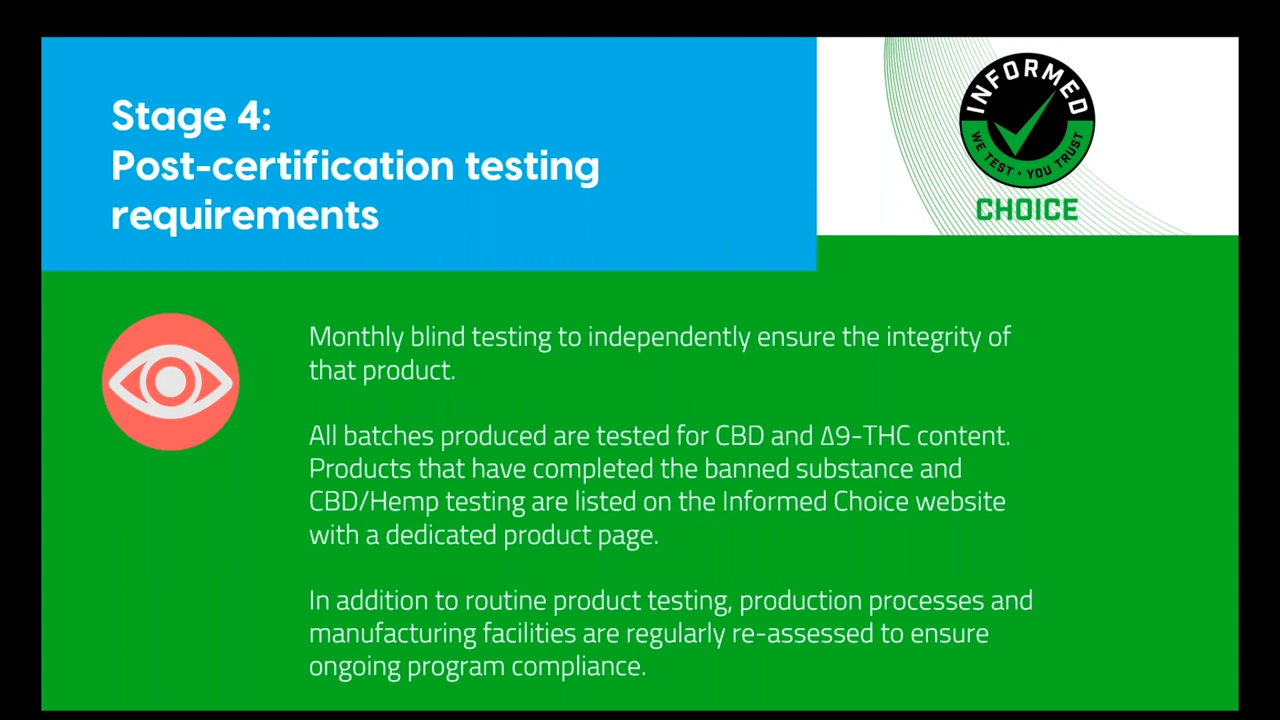 Stage 4:
Post-certification testing
requirements
INFORMED
WE TEST · YOU TRUST
CHOICE
Monthly blind testing to independently ensure the integrity of
that product.
All batches produced are tested for CBD and Δ9-THC content.
Products that have completed the banned substance and
CBD/Hemp testing are listed on the Informed Choice website
with a dedicated product page.
In addition to routine product testing, production processes and
manufacturing facilities are regularly re-assessed to ensure
ongoing program compliance.